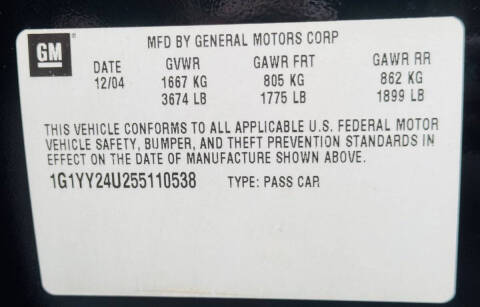 GM
MFD BY GENERAL MOTORS CORP
DATE GVWR GAWR FRT GAWR RR
12/04 1667 KG 805 KG 862 KG
3674 LB 1775 LB 1899 LB
THIS VEHICLE CONFORMS TO ALL APPLICABLE U.S. FEDERAL MOTOR
VEHICLE SAFETY, BUMPER, AND THEFT PREVENTION STANDARDS IN
EFFECT ON THE DATE OF MANUFACTURE SHOWN ABOVE.
1G1YY24U255110538 TYPE: PASS CAR